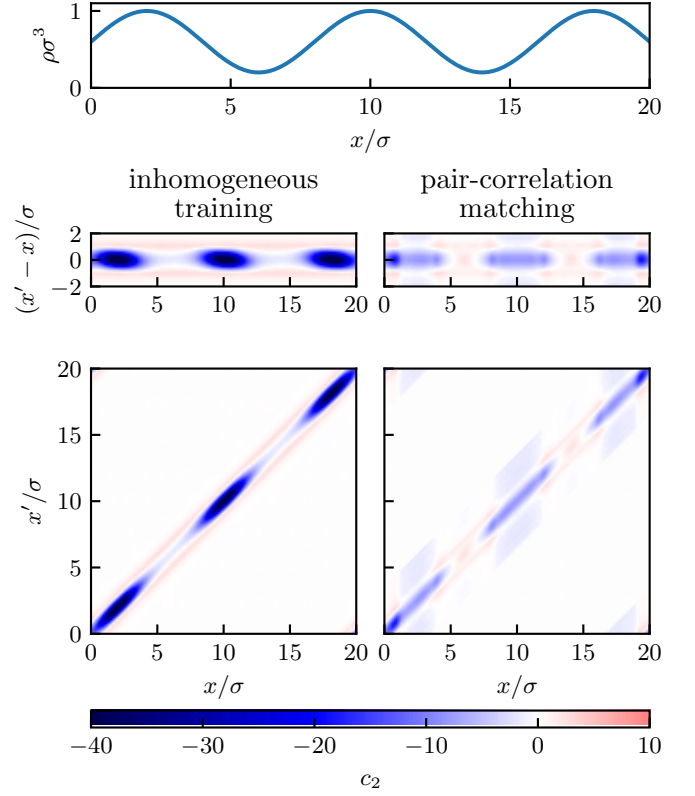 1
0
ρσ³
0 5 10 15 20
x/σ
inhomogeneous training
pair-correlation matching
(x′ − x)/σ
2
0
−2
0 5 10 15 20
0 5 10 15 20
x′/σ
20
15
10
5
0
0 5 10 15 20
0 5 10 15 20
x/σ
x/σ
−40 −30 −20 −10 0 10
c₂